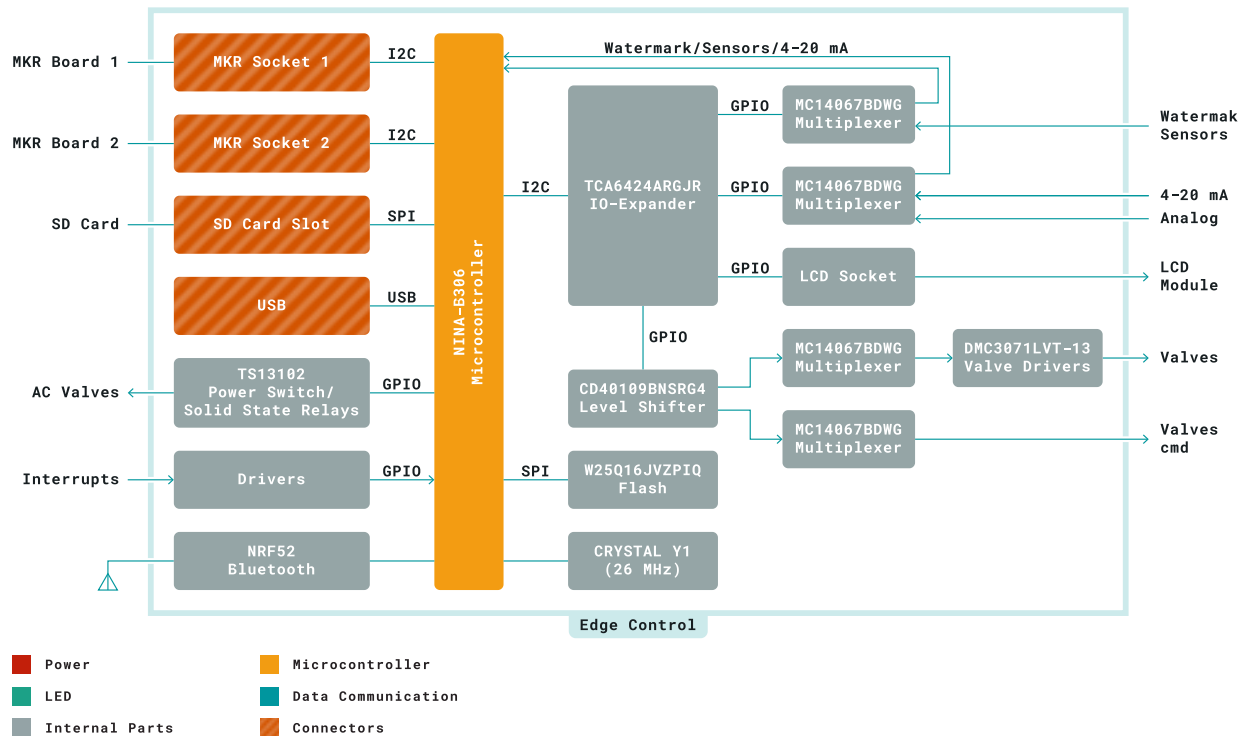 MKR Board 1
MKR Socket 1
I2C
MKR Board 2
MKR Socket 2
I2C
SD Card
SD Card Slot
SPI
USB
USB
AC Valves
TS13102
Power Switch/
Solid State Relays
GPIO
Interrupts
Drivers
GPIO
NRF52
Bluetooth
NINA-B306
Microcontroller
Watermark/Sensors/4-20 mA
I2C
TCA6424ARGJR
IO-Expander
GPIO
MC14067BDWG
Multiplexer
Watermak
Sensors
GPIO
MC14067BDWG
Multiplexer
4-20 mA
Analog
GPIO
LCD Socket
LCD
Module
GPIO
CD40109BNSRG4
Level Shifter
MC14067BDWG
Multiplexer
DMC3071LVT-13
Valve Drivers
Valves
MC14067BDWG
Multiplexer
Valves
cmd
SPI
W25Q16JVZPIQ
Flash
CRYSTAL Y1
(26 MHz)
Edge Control
Power
LED
Internal Parts
Microcontroller
Data Communication
Connectors